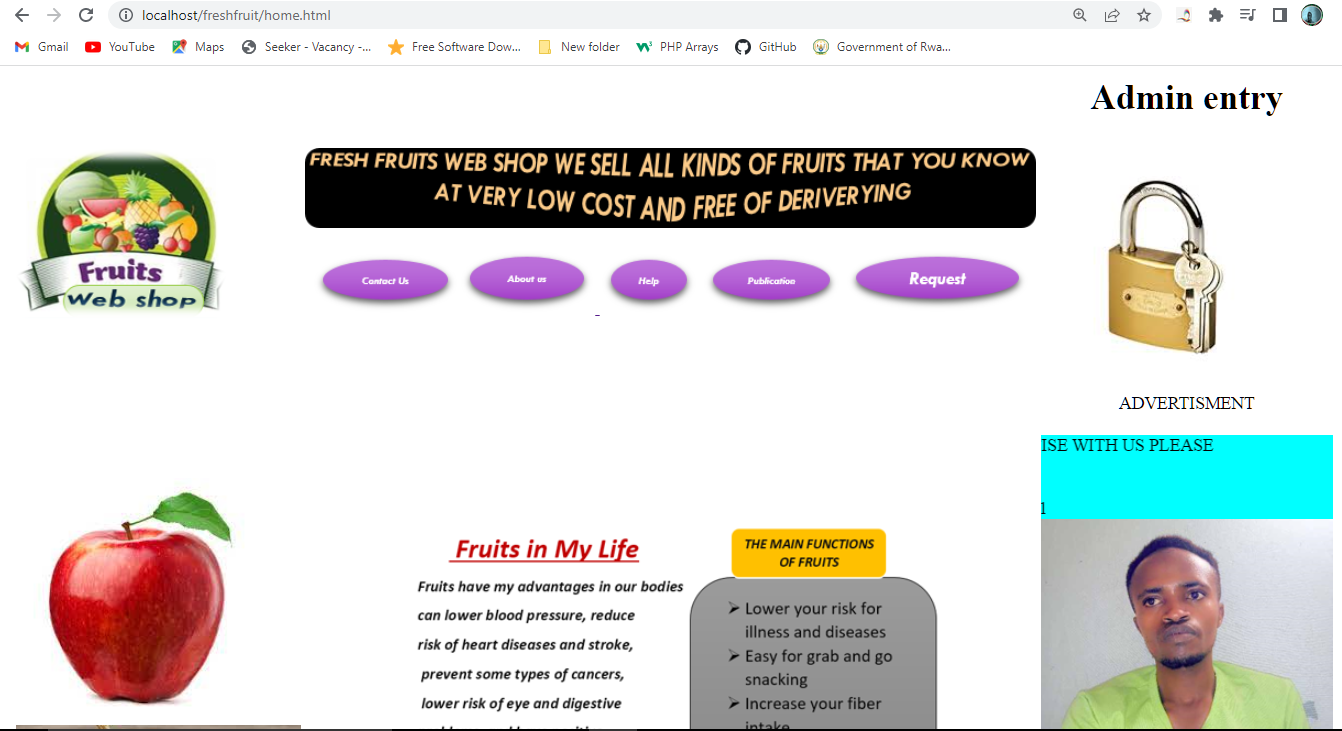 localhost/freshfruit/home.html
Gmail YouTube Maps Seeker - Vacancy -... Free Software Dow... New folder PHP Arrays GitHub Government of Rwa...
Admin entry
FRESH FRUITS WEB SHOP WE SELL ALL KINDS OF FRUITS THAT YOU KNOW
AT VERY LOW COST AND FREE OF DERIVERYING
Fruits
Web shop
Contact Us About us Help Publication Request
ADVERTISMENT
ISE WITH US PLEASE
Fruits in My Life
Fruits have my advantages in our bodies
can lower blood pressure, reduce
risk of heart diseases and stroke,
prevent some types of cancers,
lower risk of eye and digestive
THE MAIN FUNCTIONS
OF FRUITS
➢ Lower your risk for
illness and diseases
➢ Easy for grab and go
snacking
➢ Increase your fiber
intake